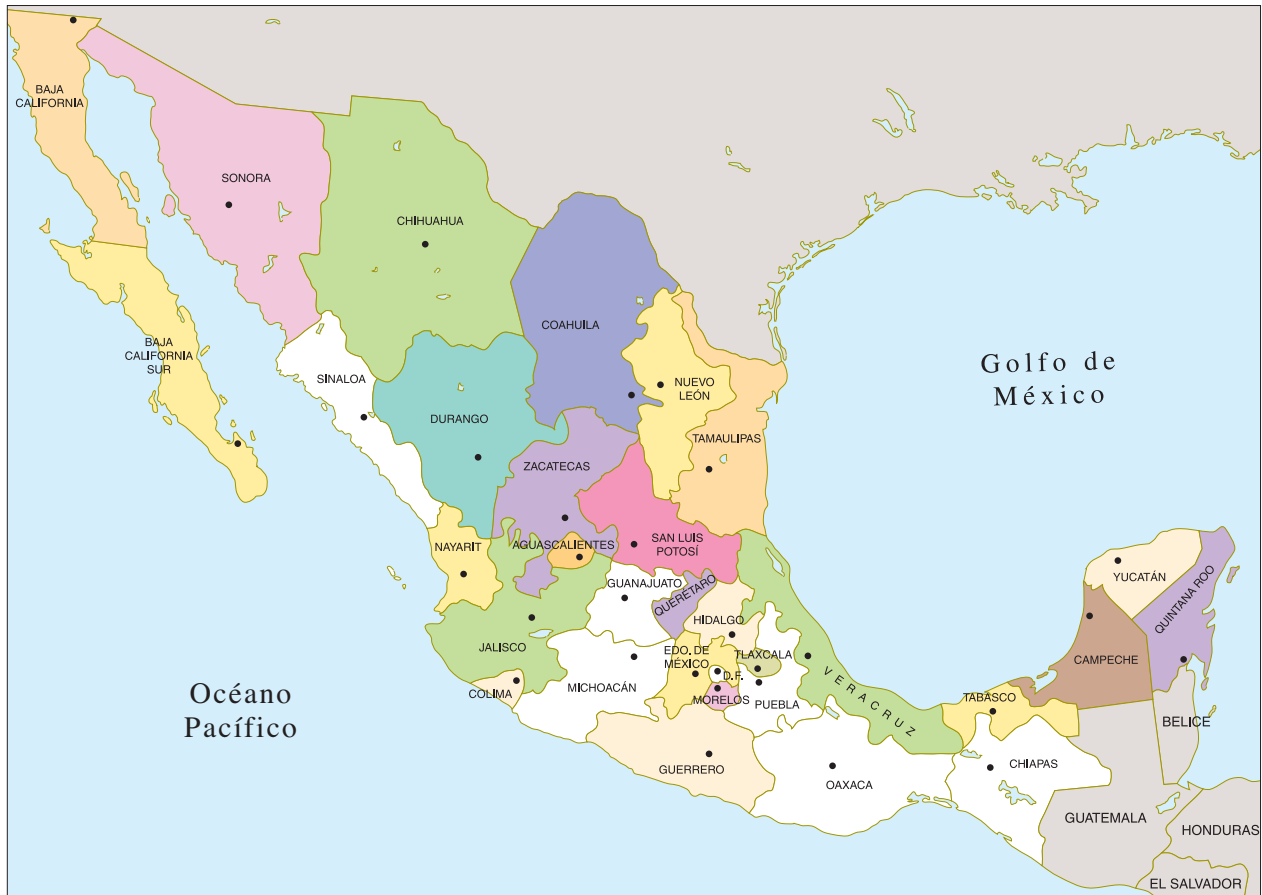 BAJA
CALIFORNIA
SONORA
CHIHUAHUA
COAHUILA
BAJA
CALIFORNIA
SUR
SINALOA
DURANGO
NUEVO
LEÓN
TAMAULIPAS
Golfo de
México
ZACATECAS
SAN LUIS
POTOSÍ
NAYARIT
AGUASCALIENTES
GUANAJUATO
QUERÉTARO
HIDALGO
JALISCO
EDO. DE
MÉXICO
TLAXCALA
D.F.
COLIMA
MICHOACÁN
MORELOS
PUEBLA
VERACRUZ
GUERRERO
OAXACA
Océano
Pacífico
YUCATÁN
QUINTANA ROO
CAMPECHE
TABASCO
CHIAPAS
BELICE
GUATEMALA
HONDURAS
EL SALVADOR